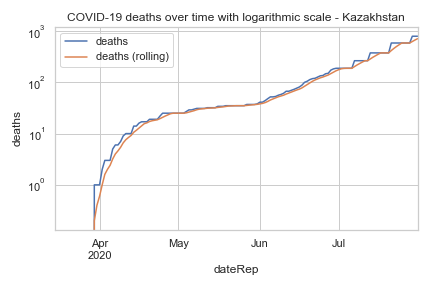 COVID-19 deaths over time with logarithmic scale - Kazakhstan
deaths
deaths (rolling)
10³
10²
10¹
10⁰
deaths
Apr
2020
May
Jun
Jul
dateRep